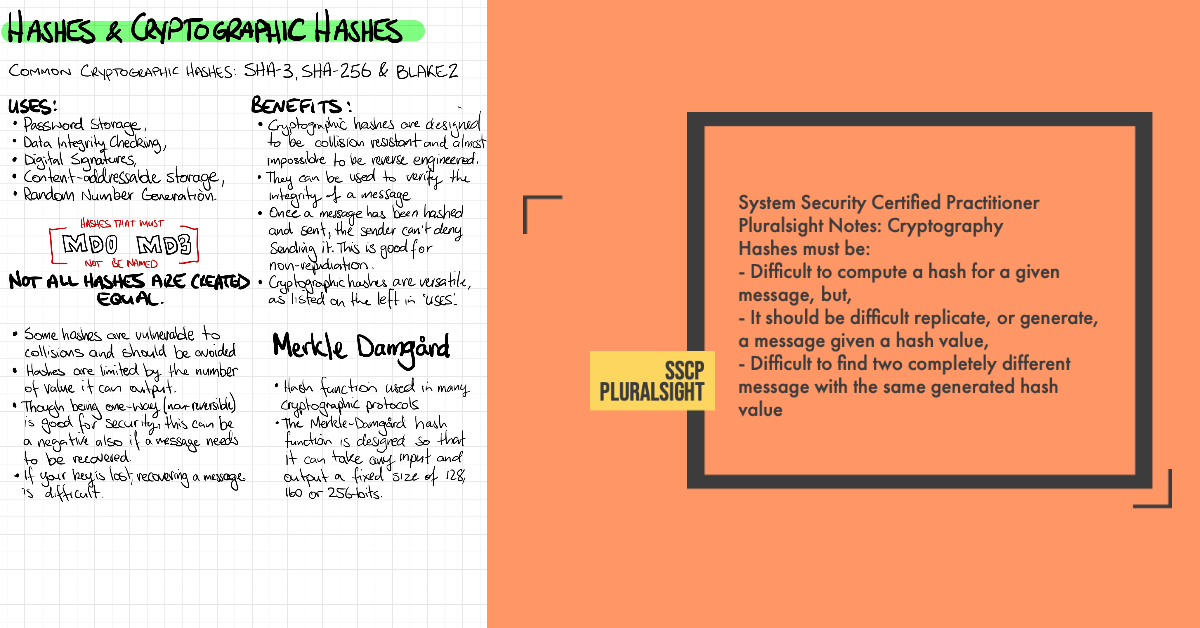 HASHES & CRYPTOGRAPHIC HASHES
COMMON CRYPTOGRAPHIC HASHES: SHA-3, SHA-256 & BLAKE2
USES:
• Password Storage,
• Data Integrity Checking,
• Digital Signatures,
• Content-addressable storage,
• Random Number Generation.
HASHES THAT MUST
MD0 MD3
NOT BE NAMED
NOT ALL HASHES ARE CREATED
EQUAL.
• Some hashes are vulnerable to
collisions and should be avoided
• Hashes are limited by the number
of value it can output.
• Though being one-way (non-reversible)
is good for security, this can be
a negative also if a message needs
to be recovered.
• If your key is lost, recovering a message
is difficult.
BENEFITS:
• Cryptographic hashes are designed
to be collision resistant and almost
impossible to be reverse engineered.
• They can be used to verify the
integrity of a message
• Once a message has been hashed
and sent, the sender can't deny
sending it. This is good for
non-repudiation.
• Cryptographic hashes are versatile,
as listed on the left in 'uses'.
Merkle Damgård
• Hash function used in many
cryptographic protocols
• The Merkle-Damgård hash
function is designed so that
it can take any input and
output a fixed size of 128,
160 or 256-bits.
System Security Certified Practitioner
Pluralsight Notes: Cryptography
Hashes must be:
- Difficult to compute a hash for a given
message, but,
- It should be difficult replicate, or generate,
a message given a hash value,
- Difficult to find two completely different
message with the same generated hash
value
SSCP
PLURALSIGHT